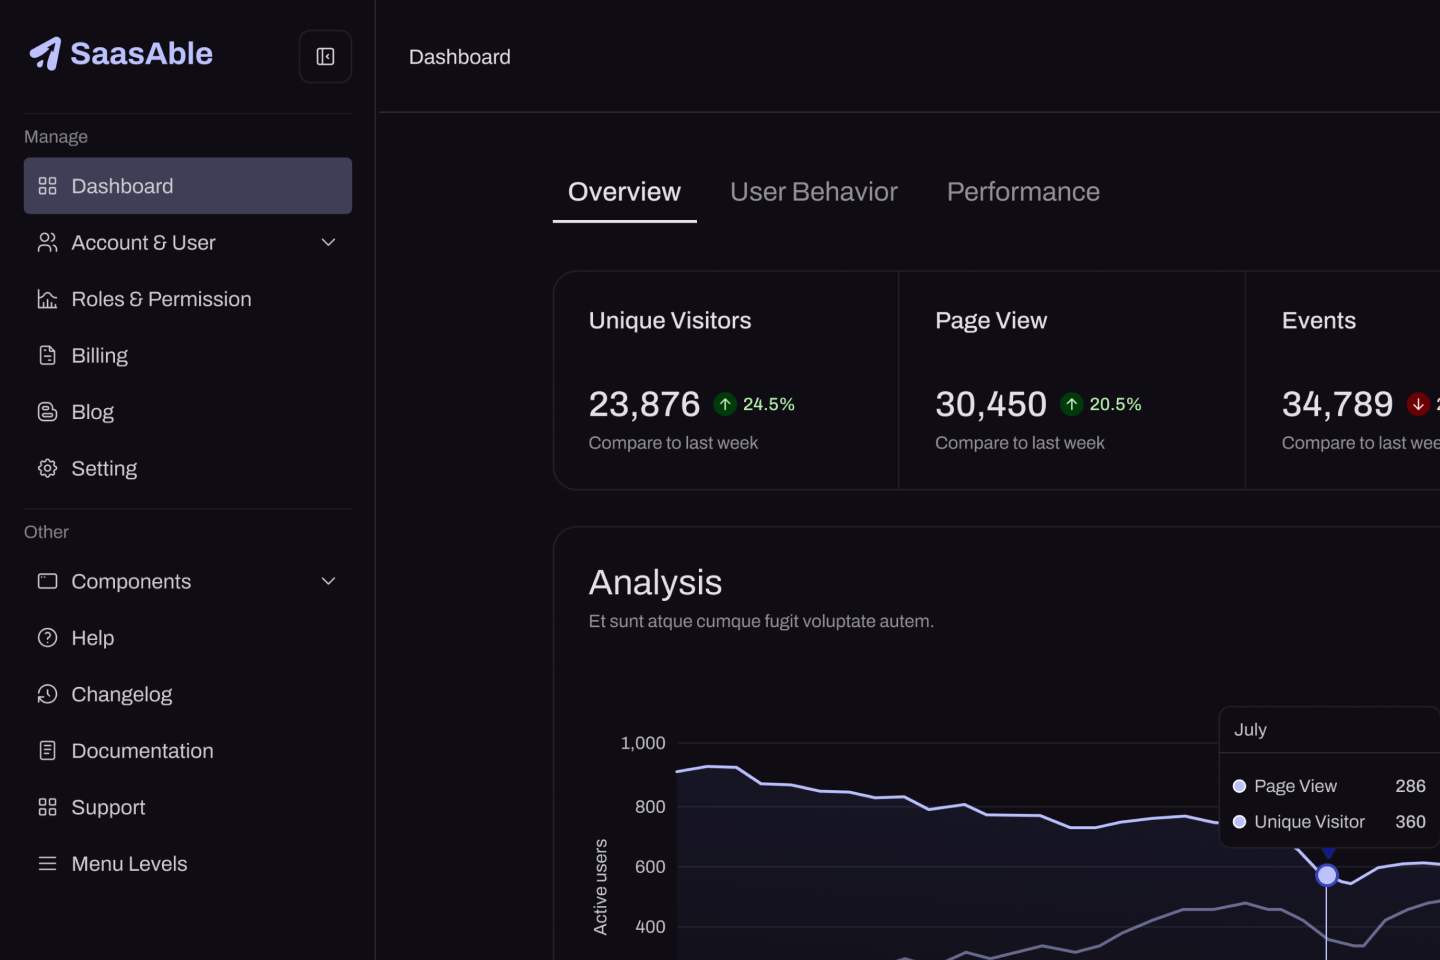 SaasAble
Dashboard
Manage
Dashboard
Account & User
Roles & Permission
Billing
Blog
Setting
Other
Components
Help
Changelog
Documentation
Support
Menu Levels
Overview
User Behavior
Performance
Unique Visitors
23,876
24.5%
Compare to last week
Page View
30,450
20.5%
Compare to last week
Events
34,789
Compare to last
Analysis
Et sunt atque cumque fugit voluptate autem.
1,000
800
600
400
Active users
July
Page View 286
Unique Visitor 360